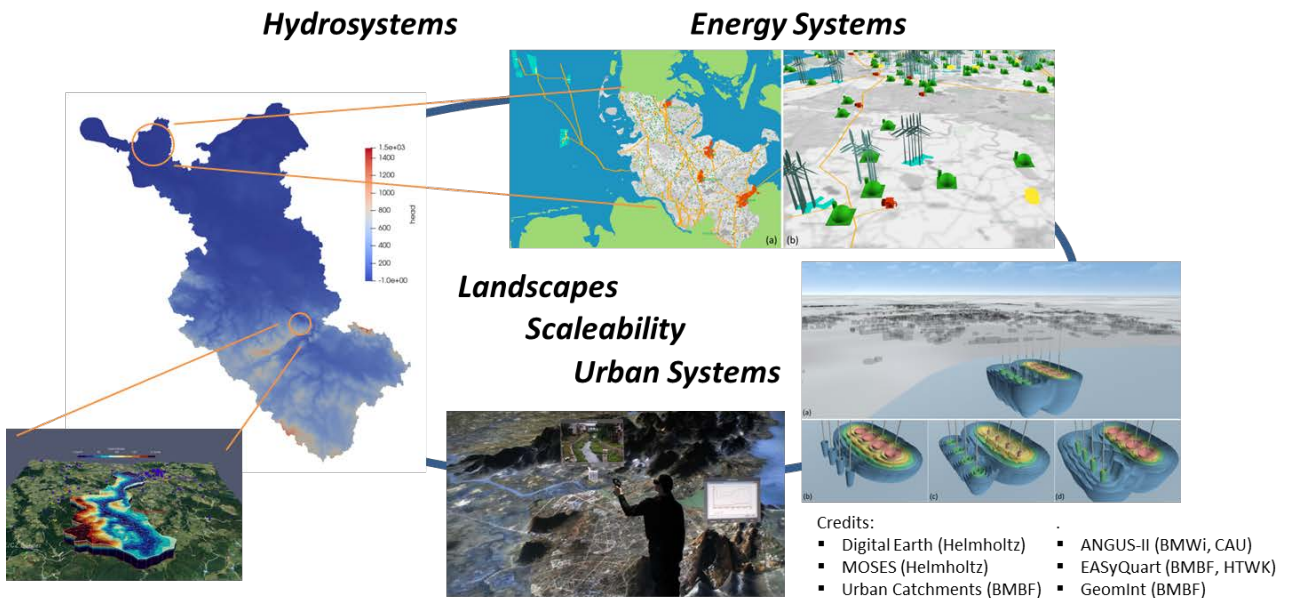 Hydrosystems
Energy Systems
1.5e+03
1400
1200
1000
800
600
400
200
-1.0e+00
head
(a)
(b)
Landscapes
Scaleability
Urban Systems
(a)
(b)
(c)
(d)
Credits:
▪ Digital Earth (Helmholtz)
▪ MOSES (Helmholtz)
▪ Urban Catchments (BMBF)
.
▪ ANGUS-II (BMWi, CAU)
▪ EASyQuart (BMBF, HTWK)
▪ GeomInt (BMBF)